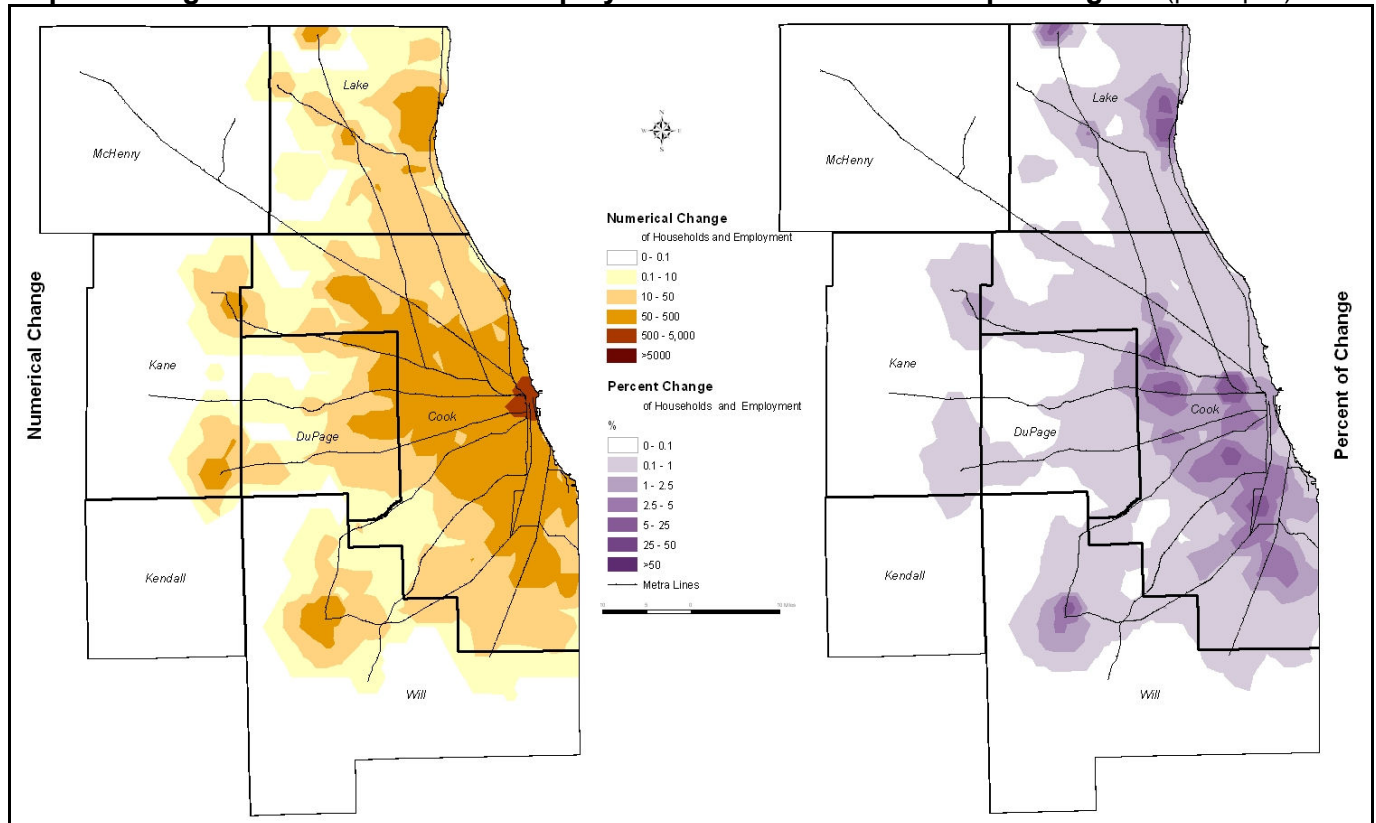 Numerical Change
McHenry
Lake
Kane
DuPage
Cook
Kendall
Will
N
W E
S
Numerical Change
of Households and Employment
0 - 0.1
0.1 - 10
10 - 50
50 - 500
500 - 5,000
>5000
Percent Change
of Households and Employment
%
0 - 0.1
0.1 - 1
1 - 2.5
2.5 - 5
5 - 25
25 - 50
>50
Metra Lines
McHenry
Lake
Kane
DuPage
Cook
Kendall
Will
Percent of Change